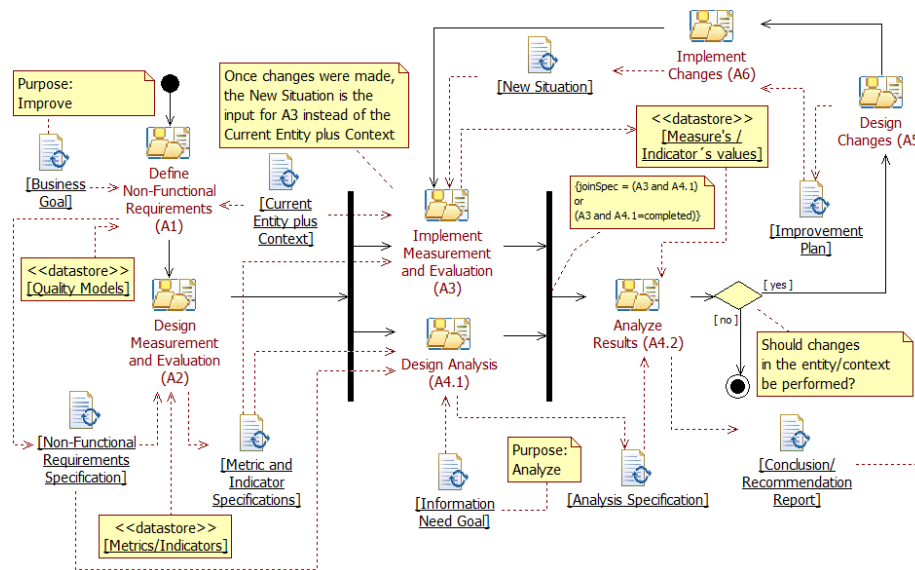 Purpose:
Improve
[Business
Goal]
Define
Non-Functional
Requirements
(A1)
<<datastore>>
[Quality Models]
Design
Measurement
and Evaluation
(A2)
[Non-Functional
Requirements
Specification]
<<datastore>>
[Metrics/Indicators]
[Metric and
Indicator
Specifications]
[Current
Entity plus
Context]
Once changes were made,
the New Situation is the
input for A3 instead of the
Current Entity plus Context
Implement
Measurement
and Evaluation
(A3)
Design Analysis
(A4.1)
[Information
Need Goal]
Purpose:
Analyze
[Analysis Specification]
[New Situation]
Implement
Changes (A6)
<<datastore>>
[Measure's /
Indicator´s values]
{joinSpec = (A3 and A4.1)
or
(A3 and A4.1=completed)}
Analyze
Results (A4.2)
Design
Changes
[Improvement
Plan]
[ yes ]
[ no ]
Should changes
in the entity/context
be performed?
[Conclusion/
Recommendation
Report]